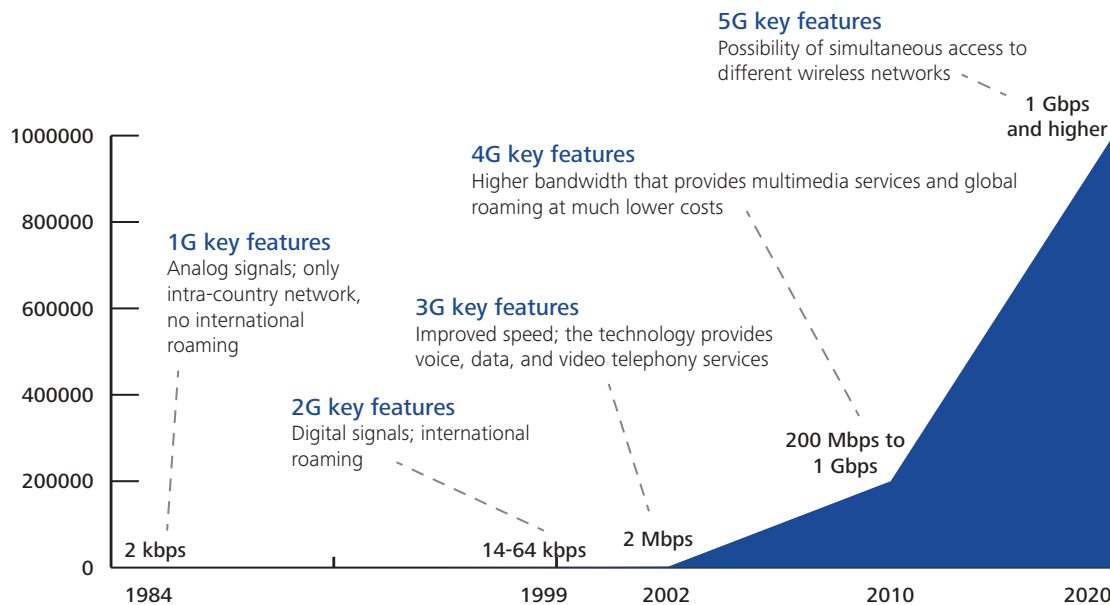 5G key features
Possibility of simultaneous access to
different wireless networks
1 Gbps
and higher
1000000
4G key features
Higher bandwidth that provides multimedia services and global
roaming at much lower costs
800000
1G key features
Analog signals; only
intra-country network,
no international
roaming
600000
3G key features
Improved speed; the technology provides
voice, data, and video telephony services
400000
2G key features
Digital signals; international
roaming
200 Mbps to
1 Gbps
200000
2 kbps
14-64 kbps
2 Mbps
0
1984
1999
2002
2010
2020